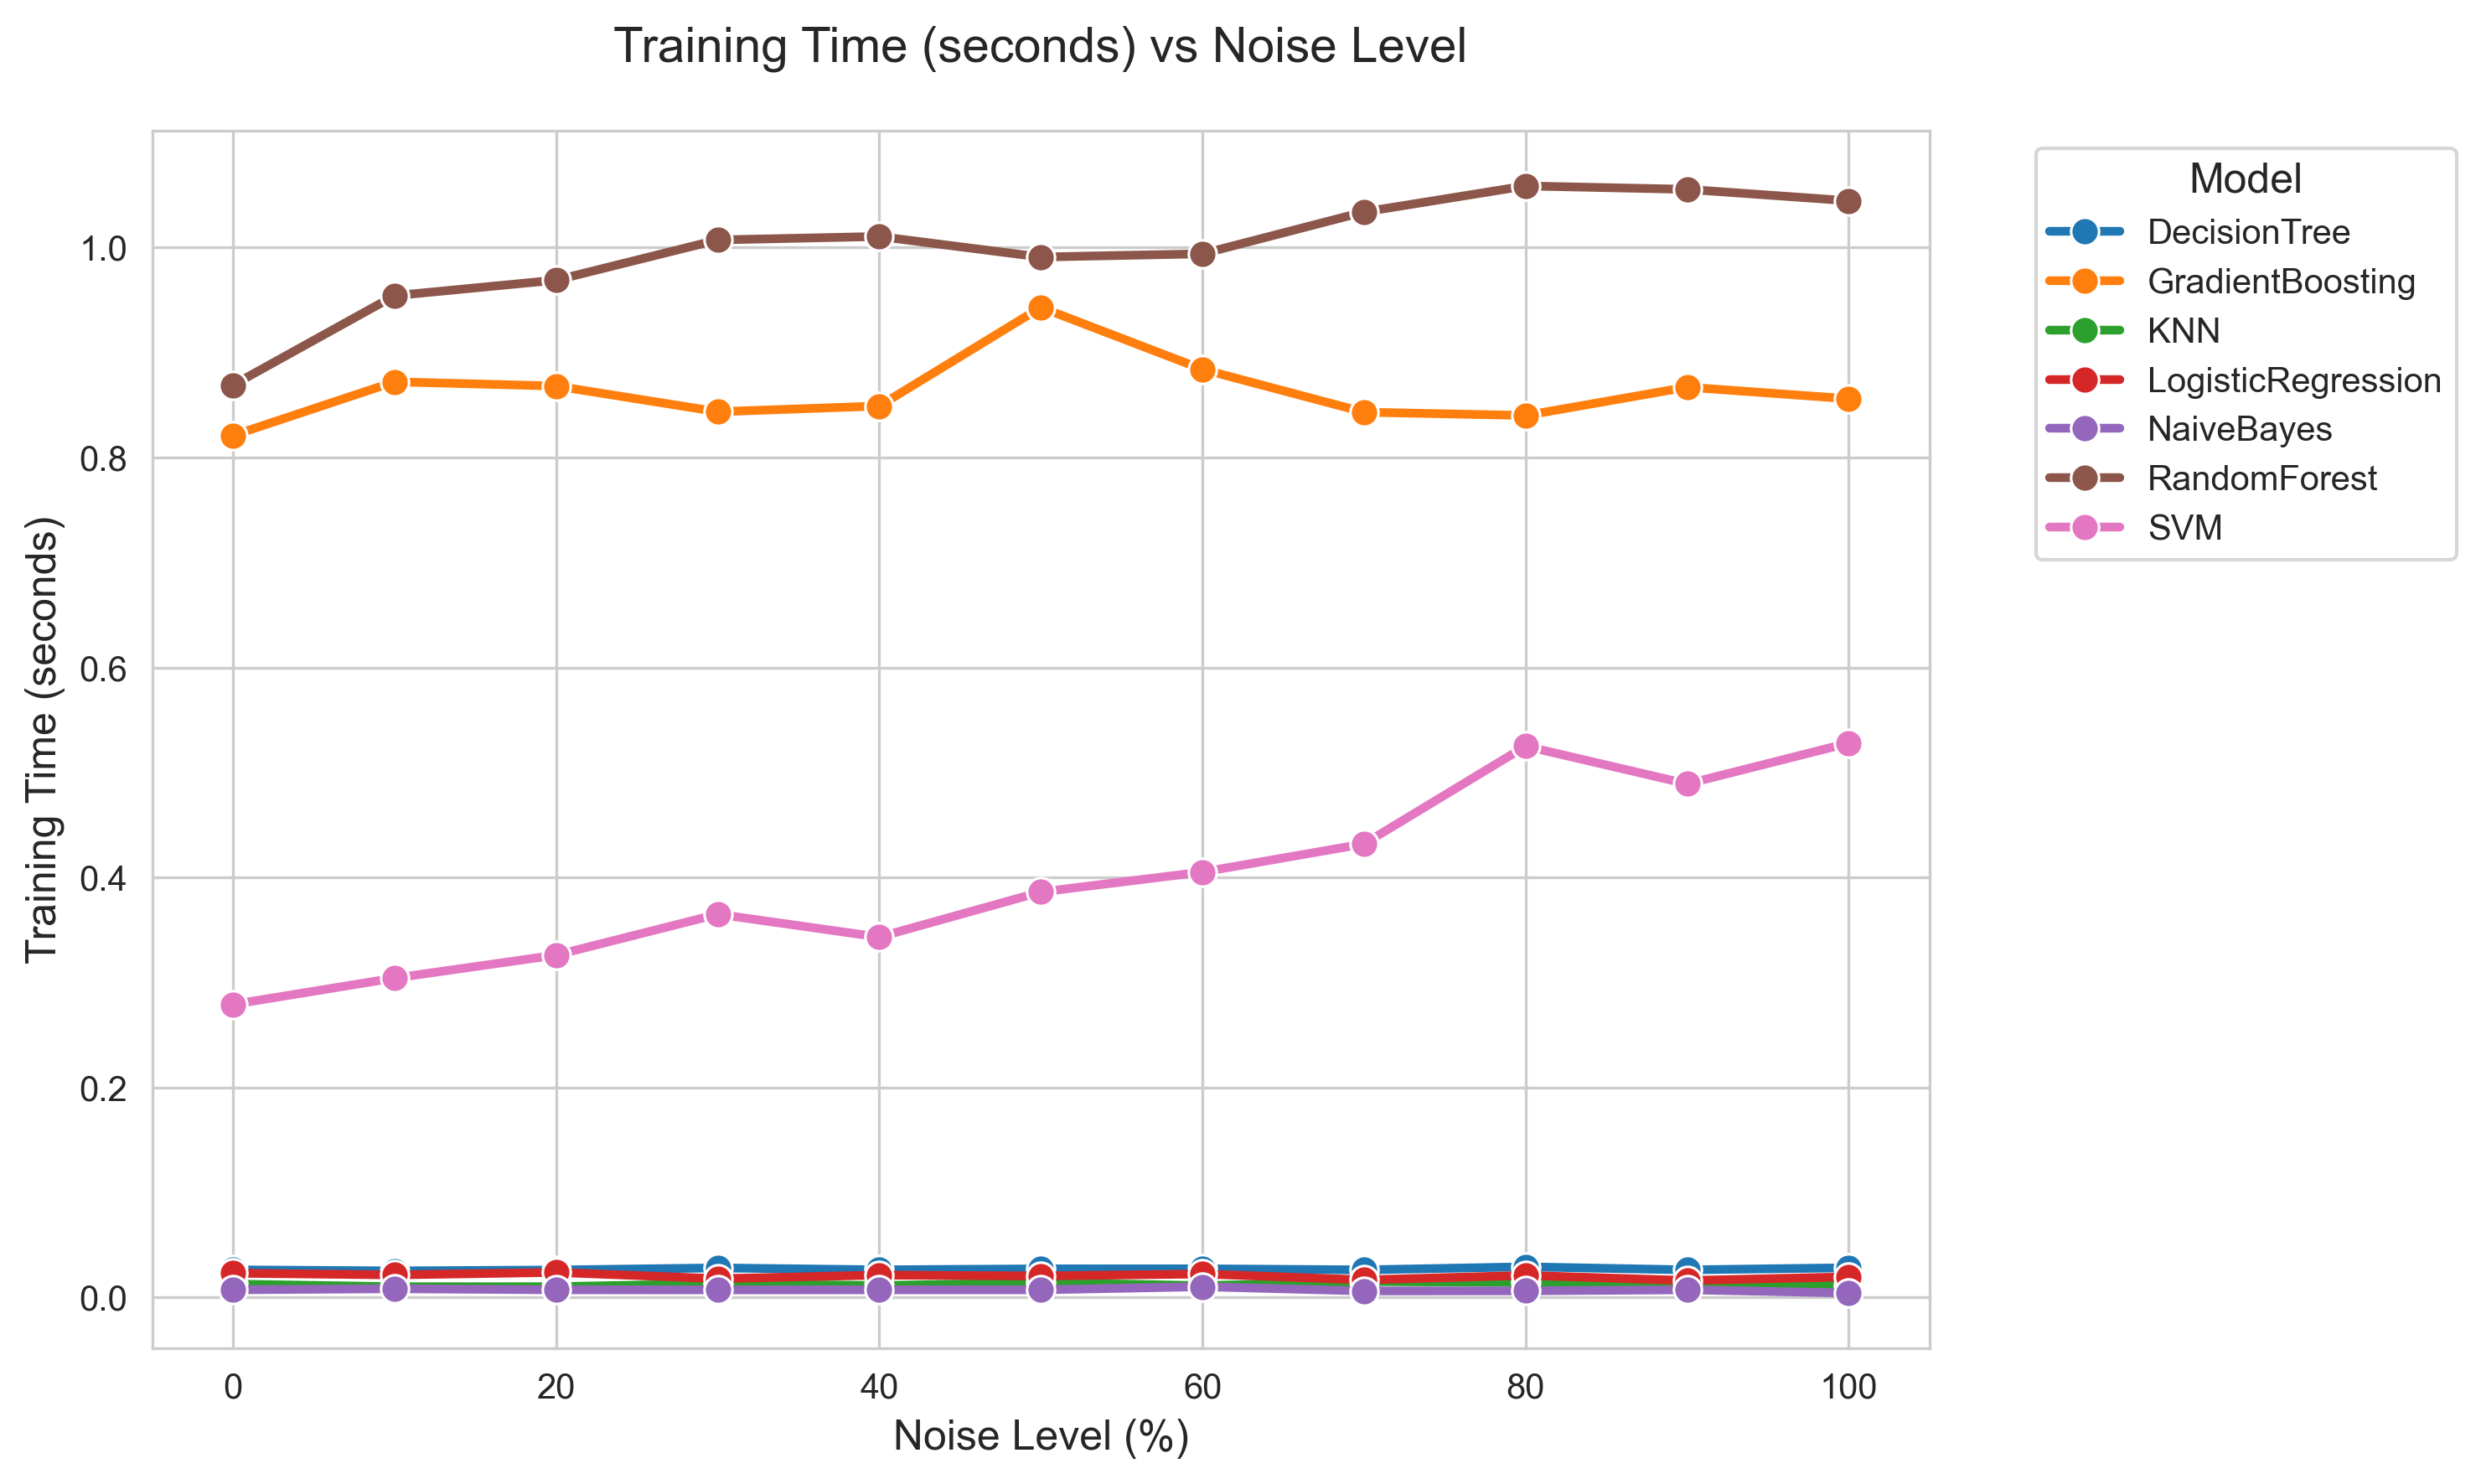 Training Time (seconds) vs Noise Level
Training Time (seconds)
1.0
0.8
0.6
0.4
0.2
0.0
0
20
40
60
80
100
Noise Level (%)
Model
DecisionTree
GradientBoosting
KNN
LogisticRegression
NaiveBayes
RandomForest
SVM